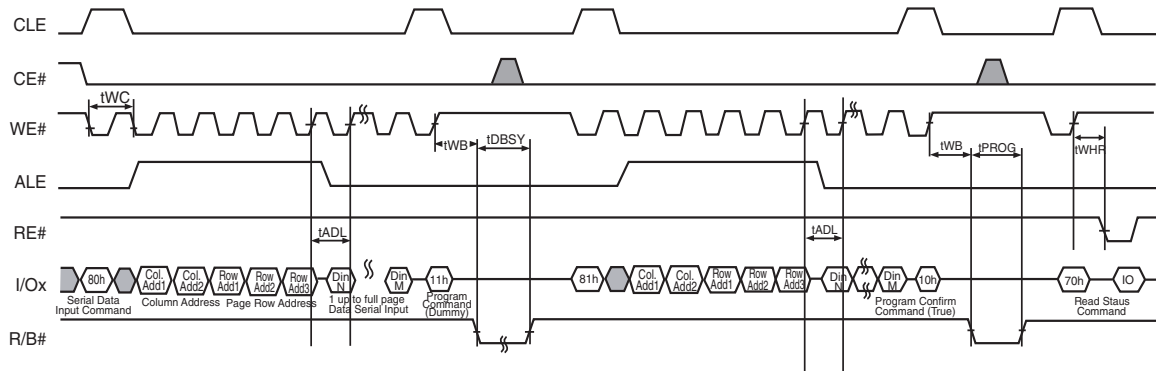 CLE
CE#
tWC
WE#
tWB
tDBSY
tWB
tPROG
tWHR
ALE
RE#
tADL
tADL
I/Ox
80h
Col.
Add1
Col.
Add2
Row
Add1
Row
Add2
Row
Add3
Din
N
Din
M
11h
81h
Col.
Add1
Col.
Add2
Row
Add1
Row
Add2
Row
Add3
Din
N
Din
M
10h
70h
IO
Serial Data
Input Command
Column Address
Page Row Address
1 up to full page
Data Serial Input
Program
Command
(Dummy)
Program Confirm
Command (True)
Read Staus
Command
R/B#